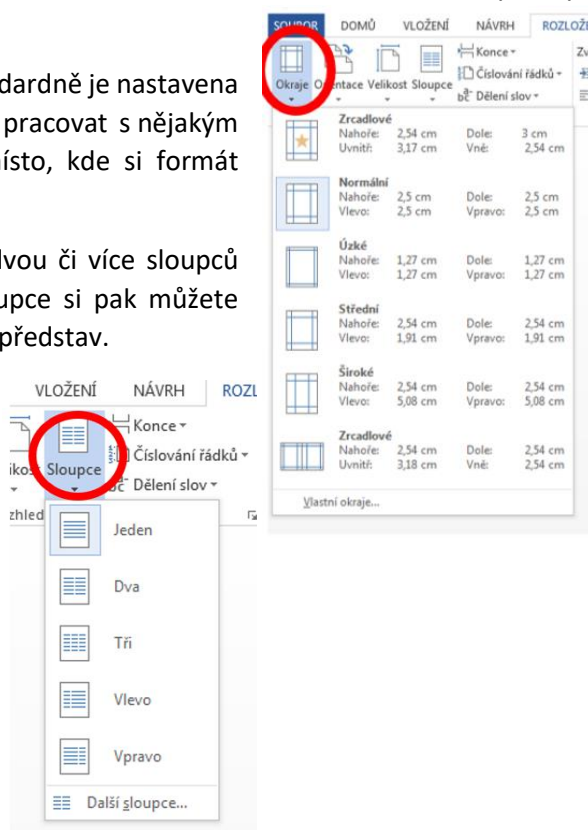 dardně je nastavena
pracovat s nějakým
ísto, kde si formát
dvou či více sloupců
upce si pak můžete
představ.
SOUBOR DOMŮ VLOŽENÍ NÁVRH ROZLOŽE
Konce
Číslování řádků
Dělení slov
Okraje Orientace Velikost Sloupce
Zrcadlové
Nahoře: 2,54 cm Dole: 3 cm
Uvnitř: 3,17 cm Vně: 2,54 cm
Normální
Nahoře: 2,5 cm Dole: 2,5 cm
Vlevo: 2,5 cm Vpravo: 2,5 cm
Úzké
Nahoře: 1,27 cm Dole: 1,27 cm
Vlevo: 1,27 cm Vpravo: 1,27 cm
Střední
Nahoře: 2,54 cm Dole: 2,54 cm
Vlevo: 1,91 cm Vpravo: 1,91 cm
Široké
Nahoře: 2,54 cm Dole: 2,54 cm
Vlevo: 5,08 cm Vpravo: 5,08 cm
Zrcadlové
Nahoře: 2,54 cm Dole: 2,54 cm
Uvnitř: 3,18 cm Vně: 2,54 cm
Vlastní okraje...
VLOŽENÍ NÁVRH ROZL
Konce
Číslování řádků
Dělení slov
likost Sloupce
zhled
Jeden
Dva
Tři
Vlevo
Vpravo
Další sloupce...